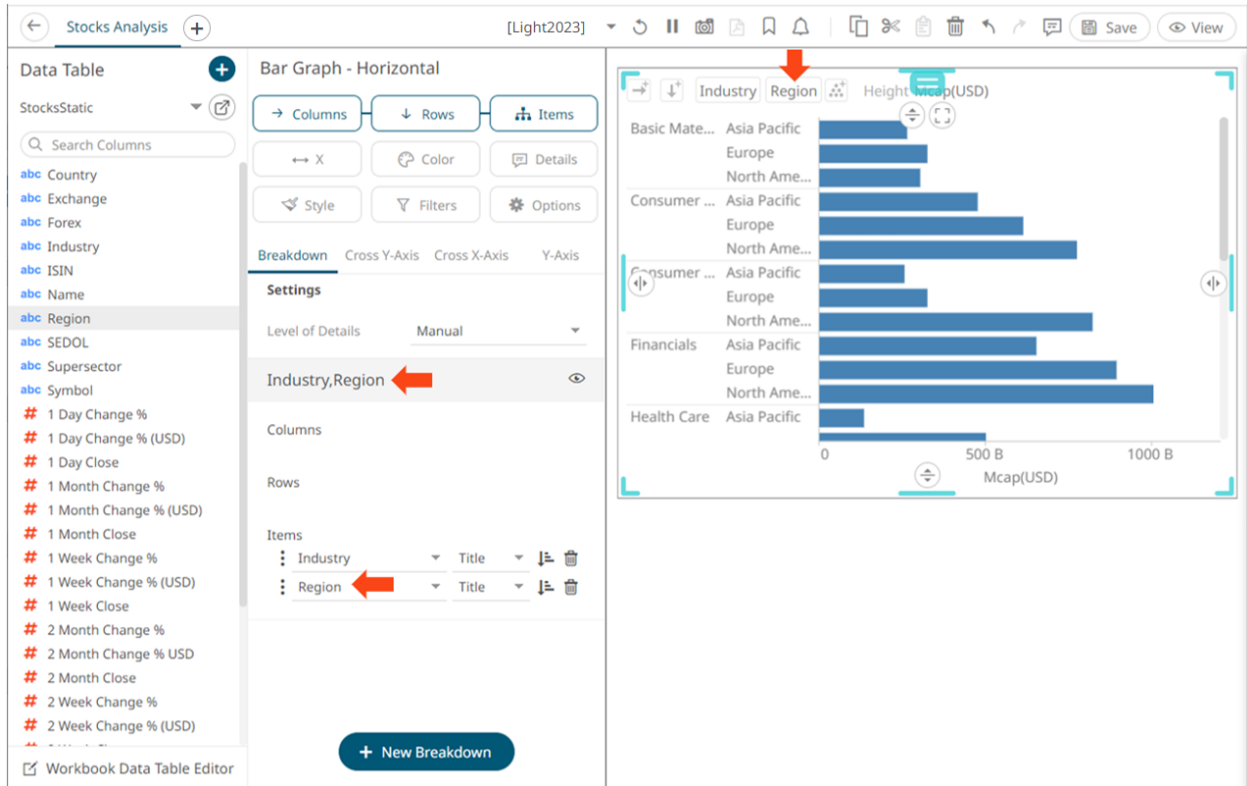 Stocks Analysis
[Light2023]
Save
View
Data Table
StocksStatic
Search Columns
abc Country
abc Exchange
abc Forex
abc Industry
abc ISIN
abc Name
abc Region
abc SEDOL
abc Supersector
abc Symbol
# 1 Day Change %
# 1 Day Change % (USD)
# 1 Day Close
# 1 Month Change %
# 1 Month Change % (USD)
# 1 Month Close
# 1 Week Change %
# 1 Week Change % (USD)
# 1 Week Close
# 2 Month Change %
# 2 Month Change % USD
# 2 Month Close
# 2 Week Change %
# 2 Week Change % (USD)
Workbook Data Table Editor
Bar Graph - Horizontal
Columns
Rows
Items
X
Color
Details
Style
Filters
Options
Breakdown Cross Y-Axis Cross X-Axis Y-Axis
Settings
Level of Details Manual
Industry,Region
Columns
Rows
Items
Industry Title
Region Title
New Breakdown
Industry Region Height Mcap(USD)
Basic Mate... Asia Pacific
Europe
North Ame...
Consumer ... Asia Pacific
Europe
North Ame...
Consumer ... Asia Pacific
Europe
North Ame...
Financials Asia Pacific
Europe
North Ame...
Health Care Asia Pacific
0 500 B 1000 B
Mcap(USD)